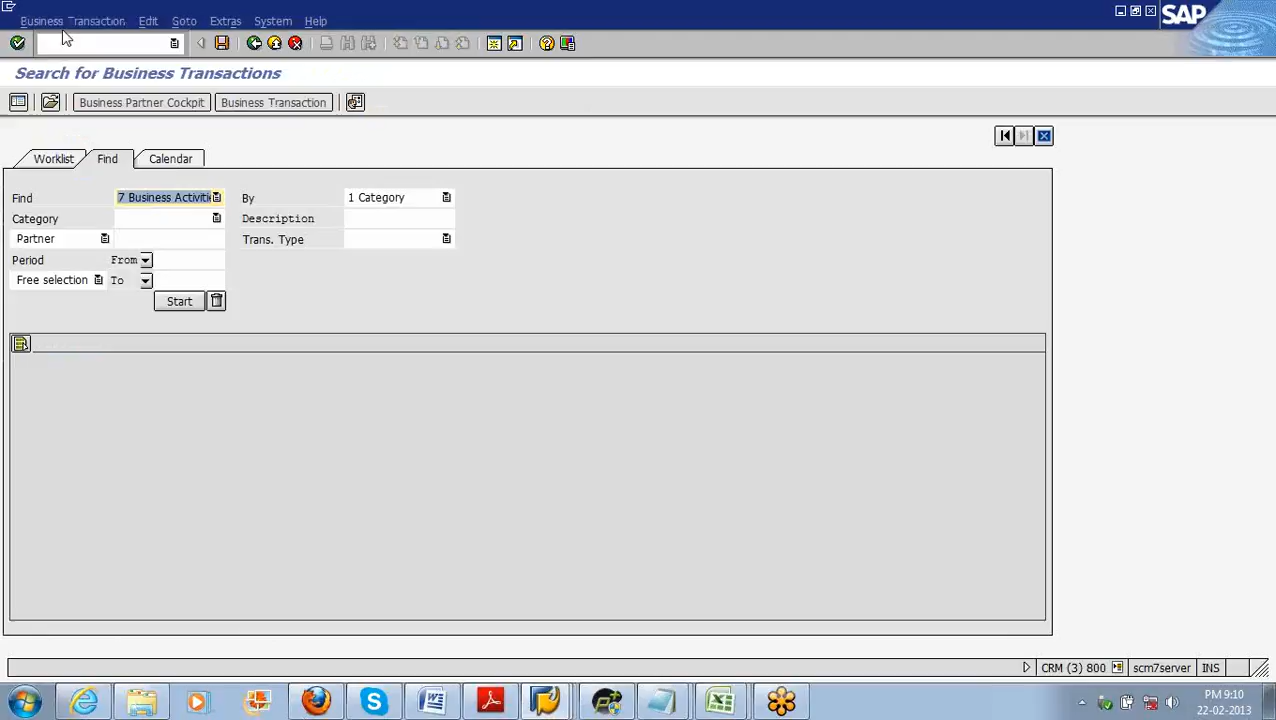 Business Transaction Edit Goto Extras System Help
SAP
Search for Business Transactions
Business Partner Cockpit Business Transaction
Worklist Find Calendar
Find 7 Business Activiti By 1 Category
Category Description
Partner Trans. Type
Period From
Free selection To
Start
CRM (3) 800 scm7server INS
PM 9:10
22-02-2013